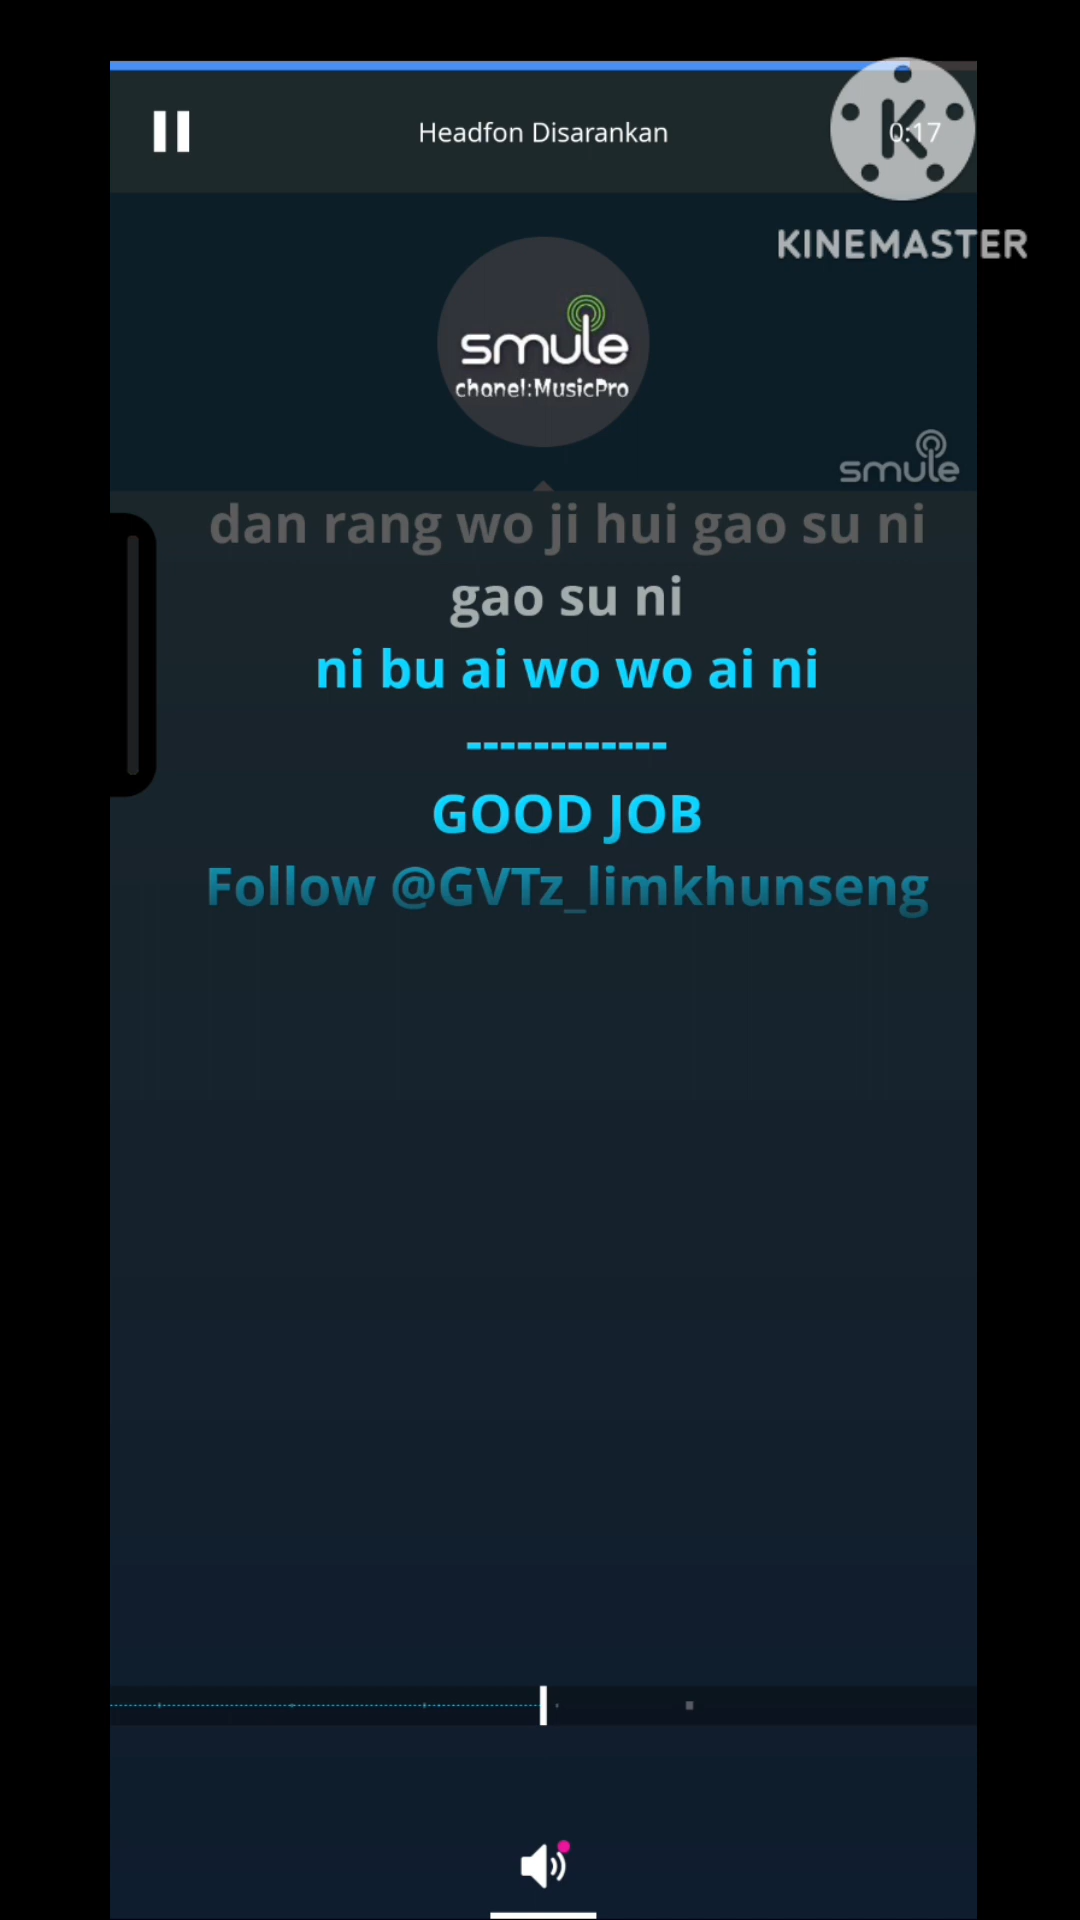 Headfon Disarankan
0:17
K
KINEMASTER
smule
chanel:MusicPro
smule
dan rang wo ji hui gao su ni
gao su ni
ni bu ai wo wo ai ni
------------
GOOD JOB
Follow @GVTz_limkhunseng